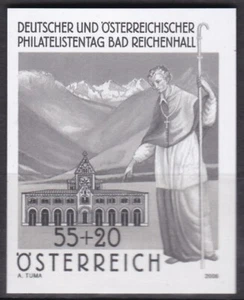 DEUTSCHER UND ÖSTERREICHISCHER
PHILATELISTENTAG BAD REICHENHALL
55+20
ÖSTERREICH
A. TUMA
2006